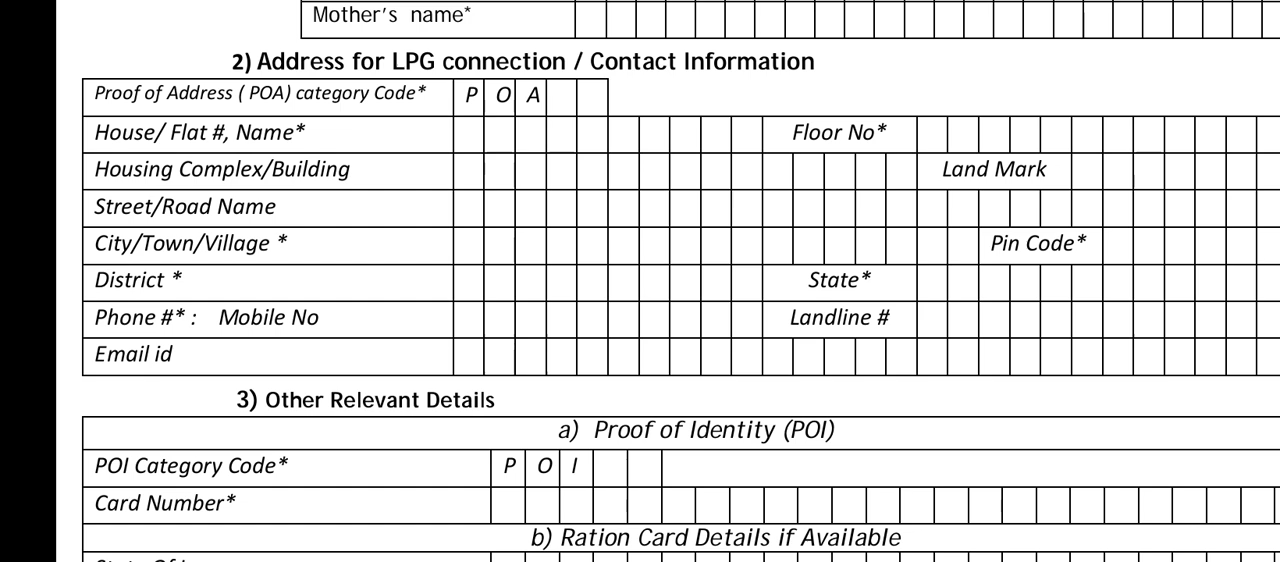 Mother's name*
2) Address for LPG connection / Contact Information
Proof of Address ( POA) category Code* P O A
House/ Flat #, Name* Floor No*
Housing Complex/Building Land Mark
Street/Road Name
City/Town/Village * Pin Code*
District * State*
Phone #* : Mobile No Landline #
Email id
3) Other Relevant Details
a) Proof of Identity (POI)
POI Category Code* P O I
Card Number*
b) Ration Card Details if Available